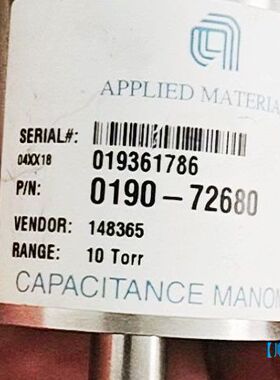 APPLIED MATERIA
SERIAL#:
04XX18 019361786
P/N: 0190-72680
VENDOR: 148365
RANGE: 10 Torr
CAPACITANCE MANOM